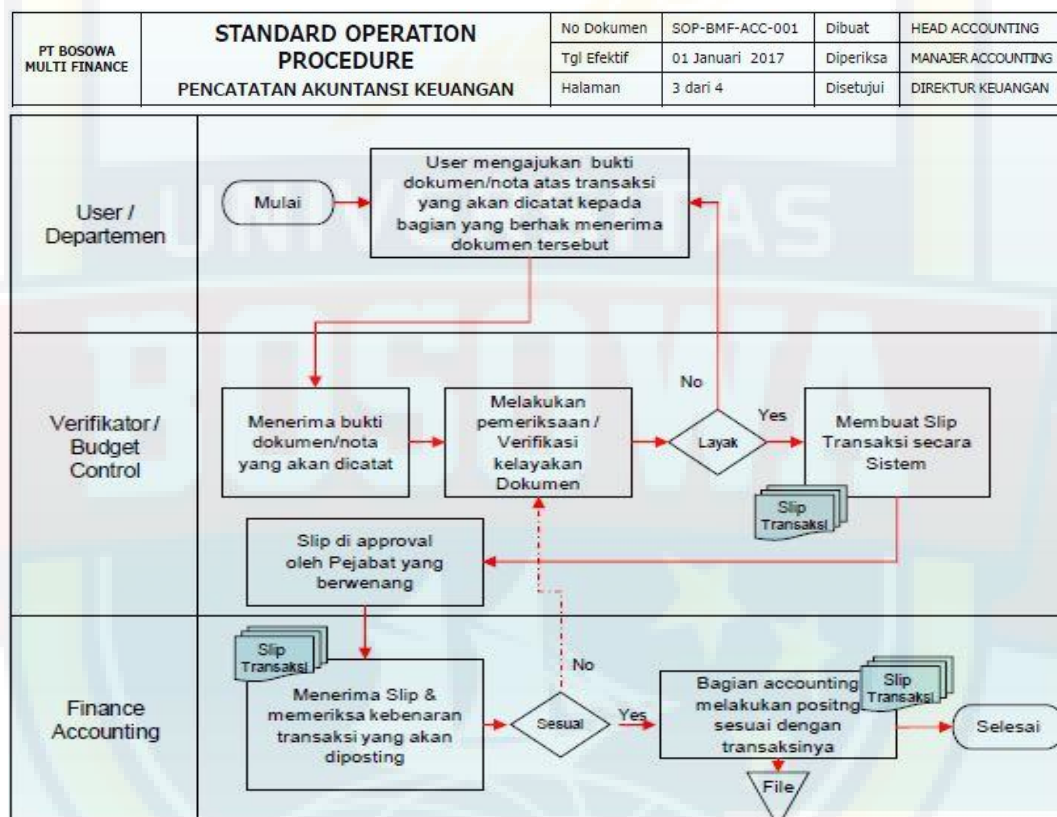 PT BOSOWA
MULTI FINANCE
STANDARD OPERATION
PROCEDURE
PENCATATAN AKUNTANSI KEUANGAN
No Dokumen
SOP-BMF-ACC-001
Dibuat
HEAD ACCOUNTING
Tgl Efektif
01 Januari 2017
Diperiksa
MANAJER ACCOUNTING
Halaman
3 dari 4
Disetujui
DIREKTUR KEUANGAN
UNIVERSITAS
BOSOWA
User /
Departemen
Mulai
User mengajukan bukti
dokumen/nota atas transaksi
yang akan dicatat kepada
bagian yang berhak menerima
dokumen tersebut
Verifikator /
Budget
Control
Menerima bukti
dokumen/nota
yang akan dicatat
Melakukan
pemeriksaan /
Verifikasi
kelayakan
Dokumen
No
Layak
Yes
Membuat Slip
Transaksi secara
Sistem
Slip
Transaksi
Slip di approval
oleh Pejabat yang
berwenang
Finance
Accounting
Slip
Transaksi
Menerima Slip &
memeriksa kebenaran
transaksi yang akan
diposting
No
Sesuai
Yes
Bagian accounting
melakukan positng
sesuai dengan
transaksinya
Slip
Transaksi
Selesai
File